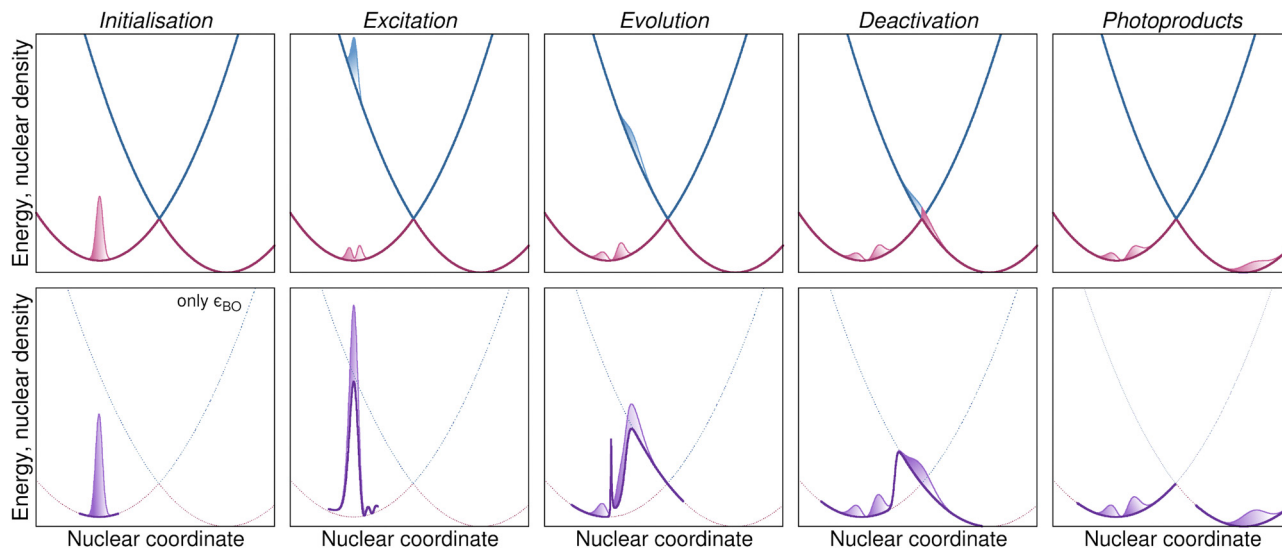 Initialisation
Excitation
Evolution
Deactivation
Photoproducts
Energy, nuclear density
Energy, nuclear density
only ϵBO
Nuclear coordinate
Nuclear coordinate
Nuclear coordinate
Nuclear coordinate
Nuclear coordinate